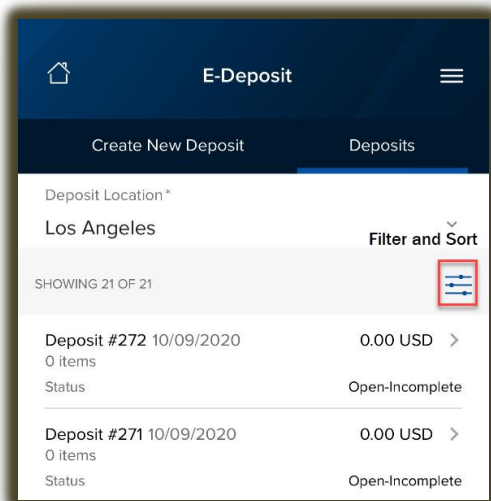 E-Deposit
Create New Deposit Deposits
Deposit Location*
Los Angeles
Filter and Sort
SHOWING 21 OF 21
Deposit #272 10/09/2020 0.00 USD
0 items
Status Open-Incomplete
Deposit #271 10/09/2020 0.00 USD
0 items
Status Open-Incomplete